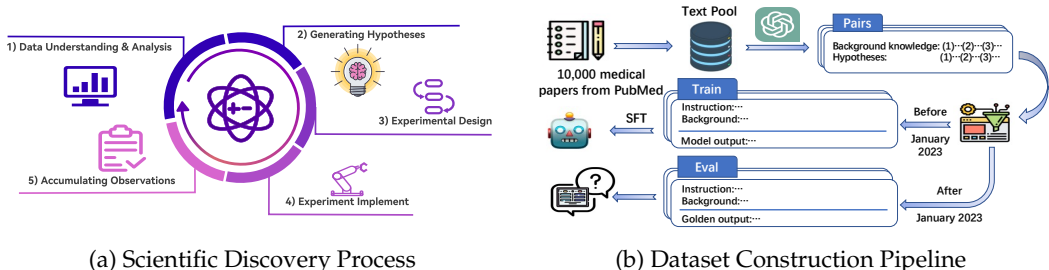 1) Data Understanding & Analysis
2) Generating Hypotheses
3) Experimental Design
4) Experiment Implement
5) Accumulating Observations
(a) Scientific Discovery Process
10,000 medical
papers from PubMed
Text Pool
Pairs
Background knowledge: (1)···(2)···(3)···
Hypotheses: (1)···(2)···(3)···
Before
January
2023
Train
Instruction:···
Background:···
Model output:···
SFT
After
January 2023
Eval
Instruction:···
Background:···
Golden output:···
?
(b) Dataset Construction Pipeline